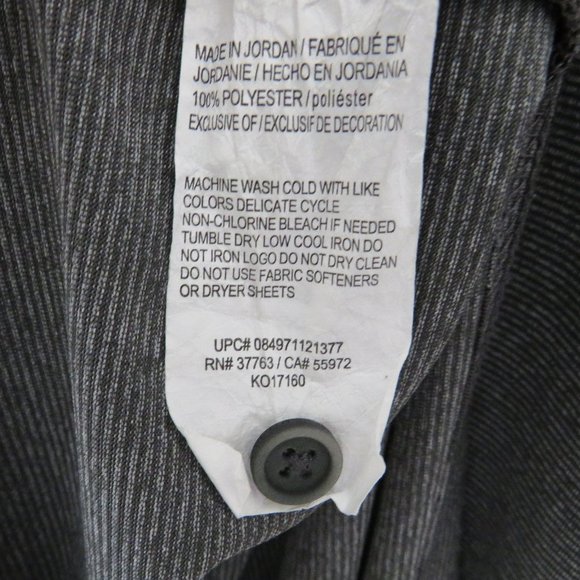 MADE IN JORDAN / FABRIQUÉ EN
JORDANIE / HECHO EN JORDANIA
100% POLYESTER / poliéster
EXCLUSIVE OF / EXCLUSIF DE DECORATION
MACHINE WASH COLD WITH LIKE
COLORS DELICATE CYCLE
NON-CHLORINE BLEACH IF NEEDED
TUMBLE DRY LOW COOL IRON DO
NOT IRON LOGO DO NOT DRY CLEAN
DO NOT USE FABRIC SOFTENERS
OR DRYER SHEETS
UPC# 084971121377
RN# 37763 / CA# 55972
KO17160